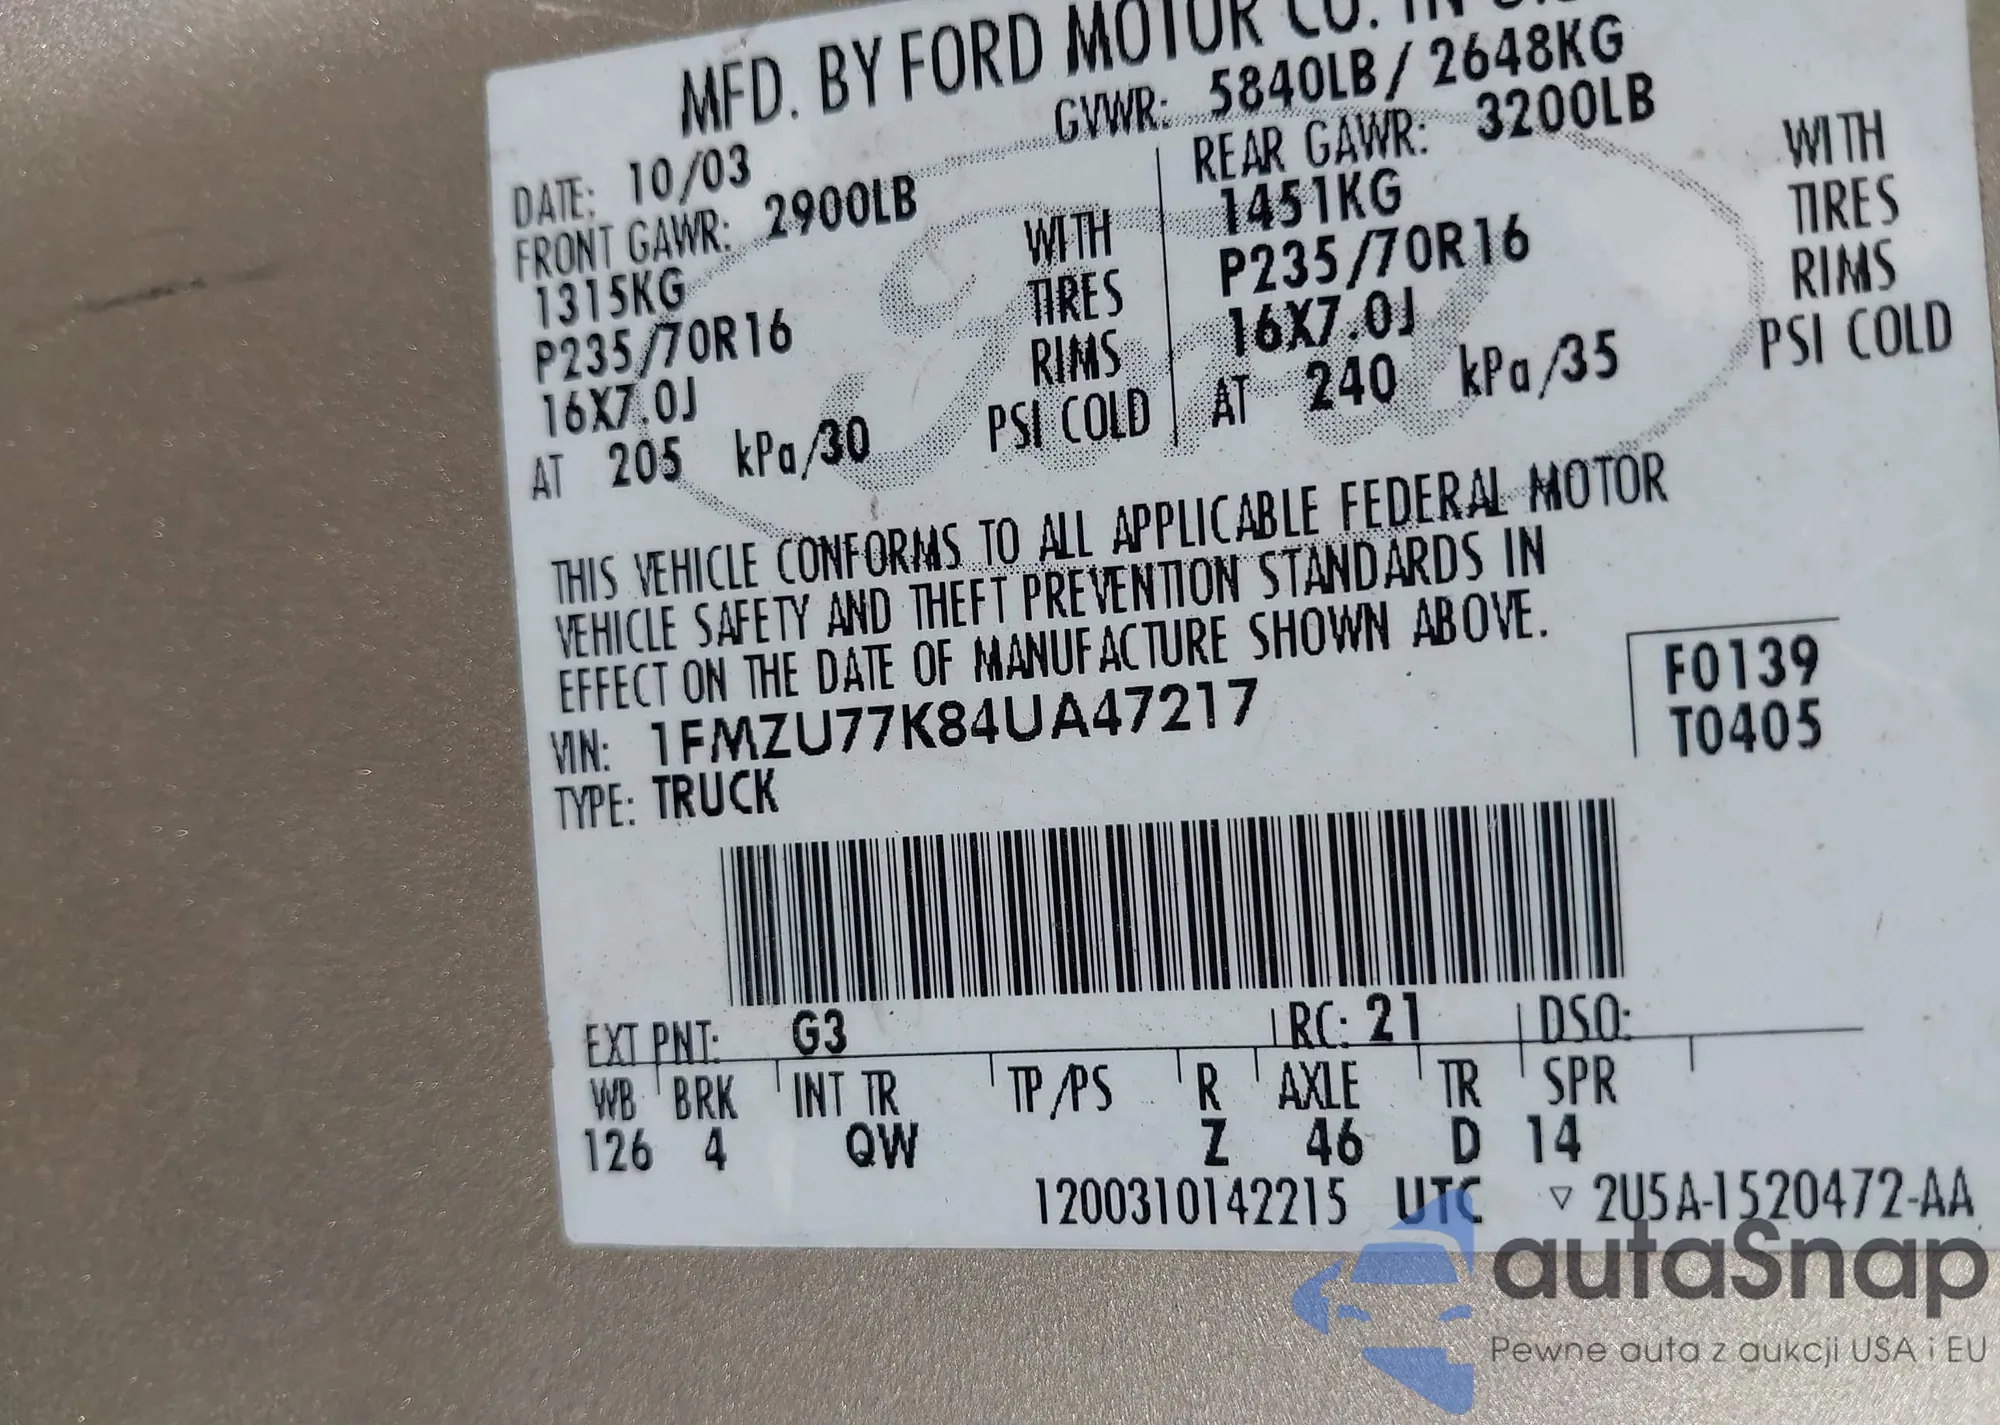 MFD. BY FORD MOTOR CO. IN
GVWR: 5840LB / 2648KG
DATE: 10/03
FRONT GAWR: 2900LB
1315KG WITH
P235/70R16 TIRES
16X7.0J RIMS
AT 205 kPa/30 PSI COLD
REAR GAWR: 3200LB
1451KG WITH
P235/70R16 TIRES
16X7.0J RIMS
AT 240 kPa/35 PSI COLD
THIS VEHICLE CONFORMS TO ALL APPLICABLE FEDERAL MOTOR
VEHICLE SAFETY AND THEFT PREVENTION STANDARDS IN
EFFECT ON THE DATE OF MANUFACTURE SHOWN ABOVE.
VIN: 1FMZU77K84UA47217
TYPE: TRUCK
F0139
T0405
EXT PNT: G3 RC: 21 DSO:
WB BRK INT TR TP/PS R AXLE TR SPR
126 4 QW Z 46 D 14
1200310142215 UTC ▽ 2U5A-1520472-AA
autaSnap
Pewne auta z aukcji USA i EU